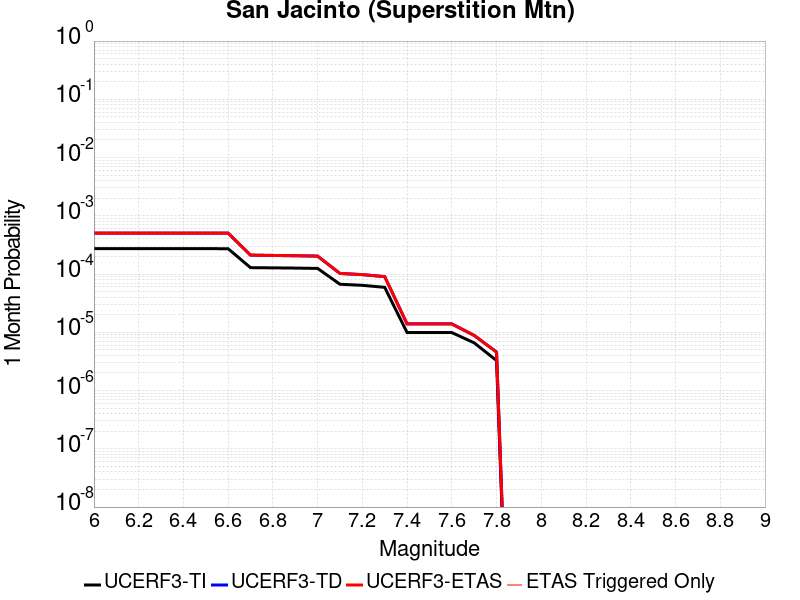 San Jacinto (Superstition Mtn)
10^0
10^-1
10^-2
10^-3
10^-4
10^-5
10^-6
10^-7
10^-8
1 Month Probability
6 6.2 6.4 6.6 6.8 7 7.2 7.4 7.6 7.8 8 8.2 8.4 8.6 8.8 9
Magnitude
UCERF3-TI UCERF3-TD UCERF3-ETAS ETAS Triggered Only